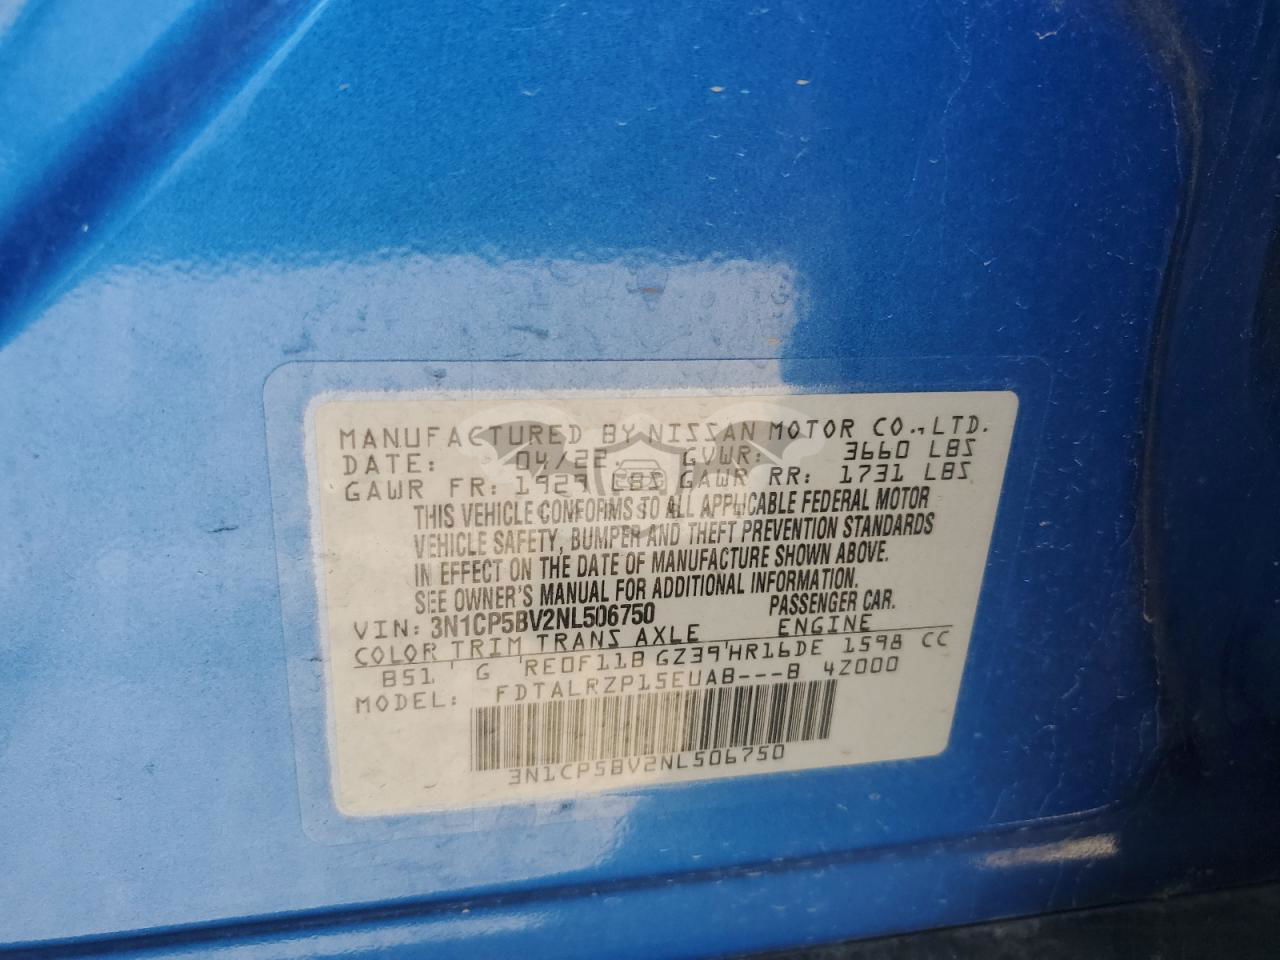 MANUFACTURED BY NISSAN MOTOR CO., LTD.
DATE: 04/22 GVWR: 3660 LBS
GAWR FR: 1929 LBS GAWR RR: 1731 LBS
THIS VEHICLE CONFORMS TO ALL APPLICABLE FEDERAL MOTOR
VEHICLE SAFETY, BUMPER AND THEFT PREVENTION STANDARDS
IN EFFECT ON THE DATE OF MANUFACTURE SHOWN ABOVE.
SEE OWNER'S MANUAL FOR ADDITIONAL INFORMATION.
VIN: 3N1CP5BV2NL506750 PASSENGER CAR.
COLOR TRIM TRANS AXLE ENGINE
B51 G RE0F11B GZ39 HR16DE 1598 CC
MODEL: FDTALRZP15EUAB---B 4Z000
3N1CP5BV2NL506750